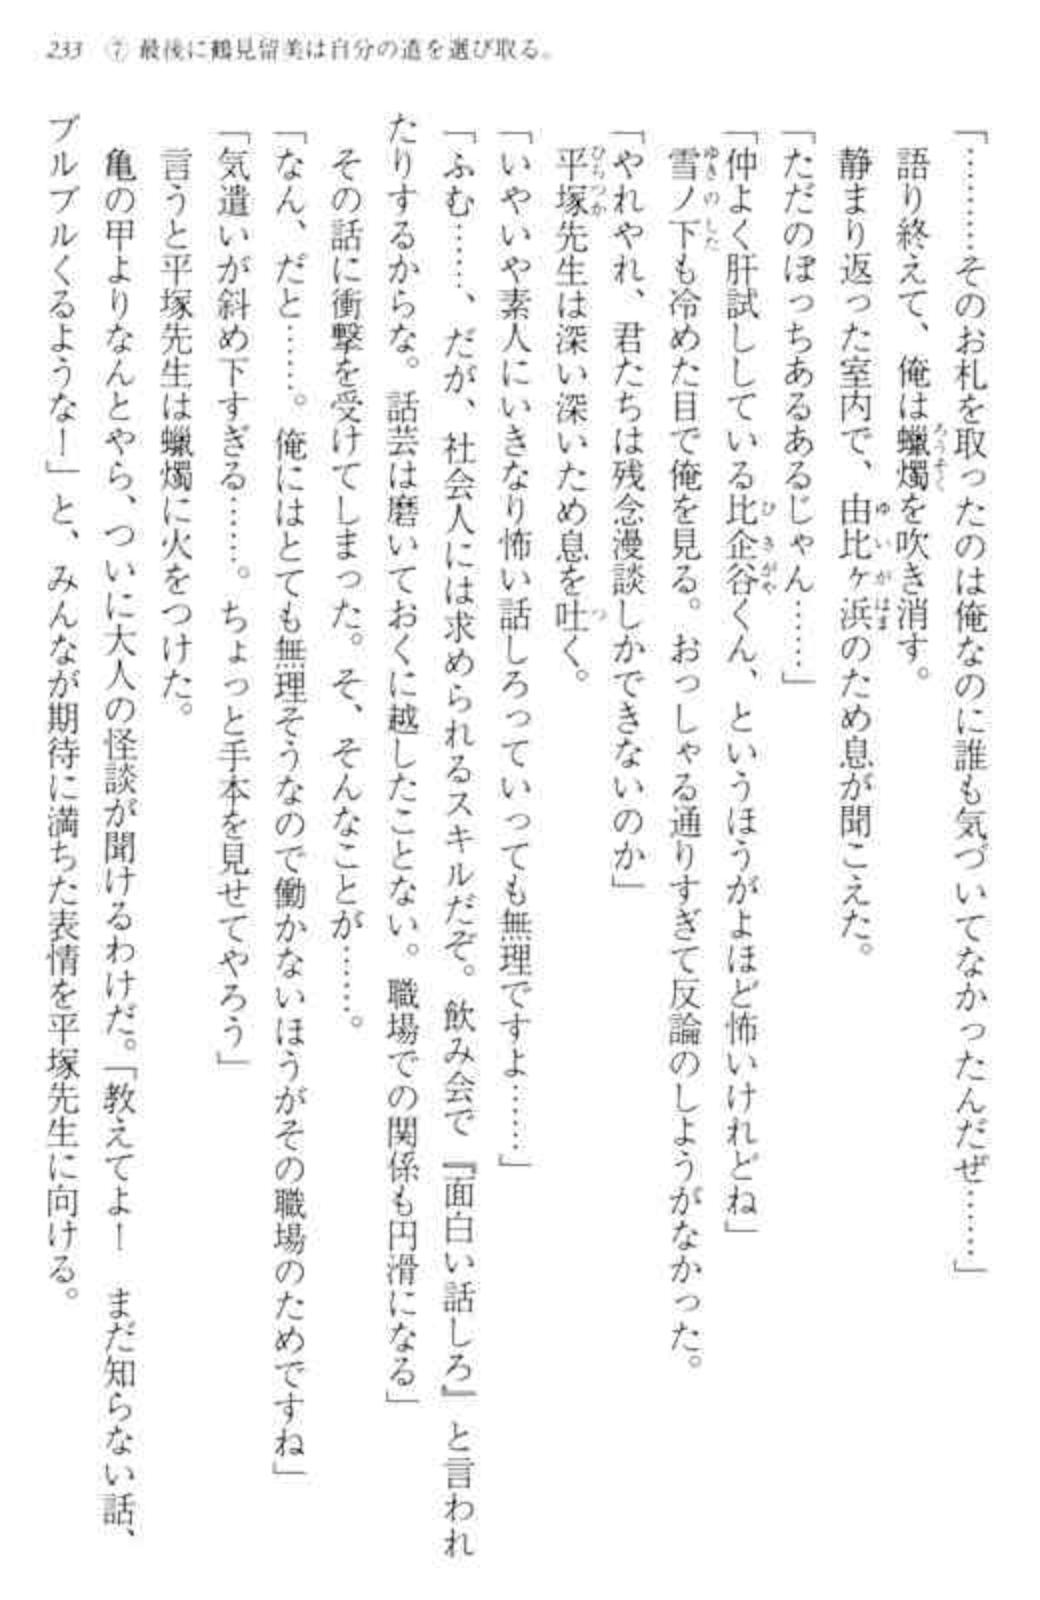 233　⑦ 最後に鶴見留美は自分の道を選び取る。
「………そのお札を取ったのは俺なのに誰も気づいてなかったんだぜ……」
語り終えて、俺は蠟燭を吹き消す。
静まり返った室内で、由比ヶ浜のため息が聞こえた。
「ただのぼっちあるあるじゃん……」
「仲よく肝試ししている比企谷くん、というほうがよほど怖いけれどね」
雪ノ下も冷めた目で俺を見る。おっしゃる通りすぎて反論のしようがなかった。
「やれやれ、君たちは残念漫談しかできないのか」
平塚先生は深い深いため息を吐く。
「いやいや素人にいきなり怖い話しろっていっても無理ですよ……」
「ふむ……、だが、社会人には求められるスキルだぞ。飲み会で『面白い話しろ』と言われ
たりするからな。話芸は磨いておくに越したことない。職場での関係も円滑になる」
その話に衝撃を受けてしまった。そ、そんなことが……。
「なん、だと……。俺にはとても無理そうなので働かないほうがその職場のためですね」
「気遣いが斜め下すぎる……。ちょっと手本を見せてやろう」
言うと平塚先生は蠟燭に火をつけた。
亀の甲よりなんとやら、ついに大人の怪談が聞けるわけだ。「教えてよ！　まだ知らない話、
ブルブルくるような！」と、みんなが期待に満ちた表情を平塚先生に向ける。